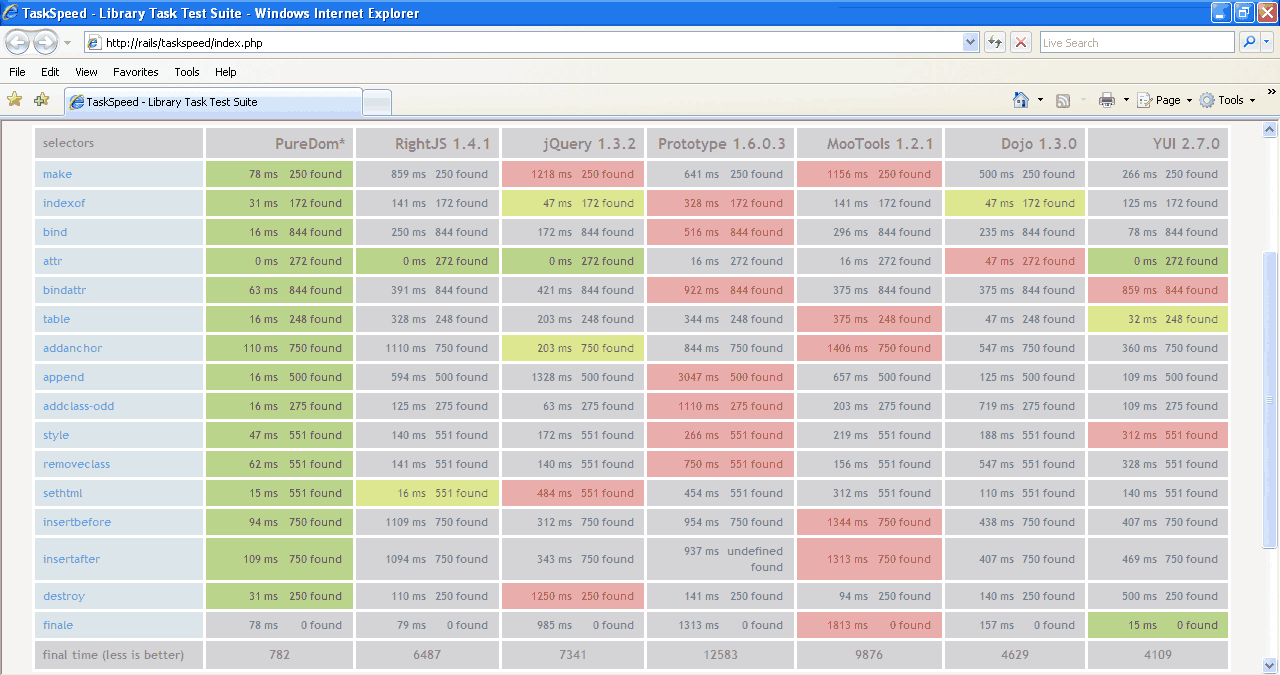 TaskSpeed - Library Task Test Suite - Windows Internet Explorer
http://rails/taskspeed/index.php
Live Search
File Edit View Favorites Tools Help
TaskSpeed - Library Task Test Suite
Page Tools »
selectors PureDom* RightJS 1.4.1 jQuery 1.3.2 Prototype 1.6.0.3 MooTools 1.2.1 Dojo 1.3.0 YUI 2.7.0
make 78 ms 250 found 859 ms 250 found 1218 ms 250 found 641 ms 250 found 1156 ms 250 found 500 ms 250 found 266 ms 250 found
indexof 31 ms 172 found 141 ms 172 found 47 ms 172 found 328 ms 172 found 141 ms 172 found 47 ms 172 found 125 ms 172 found
bind 16 ms 844 found 250 ms 844 found 172 ms 844 found 516 ms 844 found 296 ms 844 found 235 ms 844 found 78 ms 844 found
attr 0 ms 272 found 0 ms 272 found 0 ms 272 found 16 ms 272 found 16 ms 272 found 47 ms 272 found 0 ms 272 found
bindattr 63 ms 844 found 391 ms 844 found 421 ms 844 found 922 ms 844 found 375 ms 844 found 375 ms 844 found 859 ms 844 found
table 16 ms 248 found 328 ms 248 found 203 ms 248 found 344 ms 248 found 375 ms 248 found 47 ms 248 found 32 ms 248 found
addanchor 110 ms 750 found 1110 ms 750 found 203 ms 750 found 844 ms 750 found 1406 ms 750 found 547 ms 750 found 360 ms 750 found
append 16 ms 500 found 594 ms 500 found 1328 ms 500 found 3047 ms 500 found 657 ms 500 found 125 ms 500 found 109 ms 500 found
addclass-odd 16 ms 275 found 125 ms 275 found 63 ms 275 found 1110 ms 275 found 203 ms 275 found 719 ms 275 found 109 ms 275 found
style 47 ms 551 found 140 ms 551 found 172 ms 551 found 266 ms 551 found 219 ms 551 found 188 ms 551 found 312 ms 551 found
removeclass 62 ms 551 found 141 ms 551 found 140 ms 551 found 750 ms 551 found 156 ms 551 found 547 ms 551 found 328 ms 551 found
sethtml 15 ms 551 found 16 ms 551 found 484 ms 551 found 454 ms 551 found 312 ms 551 found 110 ms 551 found 140 ms 551 found
insertbefore 94 ms 750 found 1109 ms 750 found 312 ms 750 found 954 ms 750 found 1344 ms 750 found 438 ms 750 found 407 ms 750 found
insertafter 109 ms 750 found 1094 ms 750 found 343 ms 750 found 937 ms undefined found 1313 ms 750 found 407 ms 750 found 469 ms 750 found
destroy 31 ms 250 found 110 ms 250 found 1250 ms 250 found 141 ms 250 found 94 ms 250 found 140 ms 250 found 500 ms 250 found
finale 78 ms 0 found 79 ms 0 found 985 ms 0 found 1313 ms 0 found 1813 ms 0 found 157 ms 0 found 15 ms 0 found
final time (less is better) 782 6487 7341 12583 9876 4629 4109